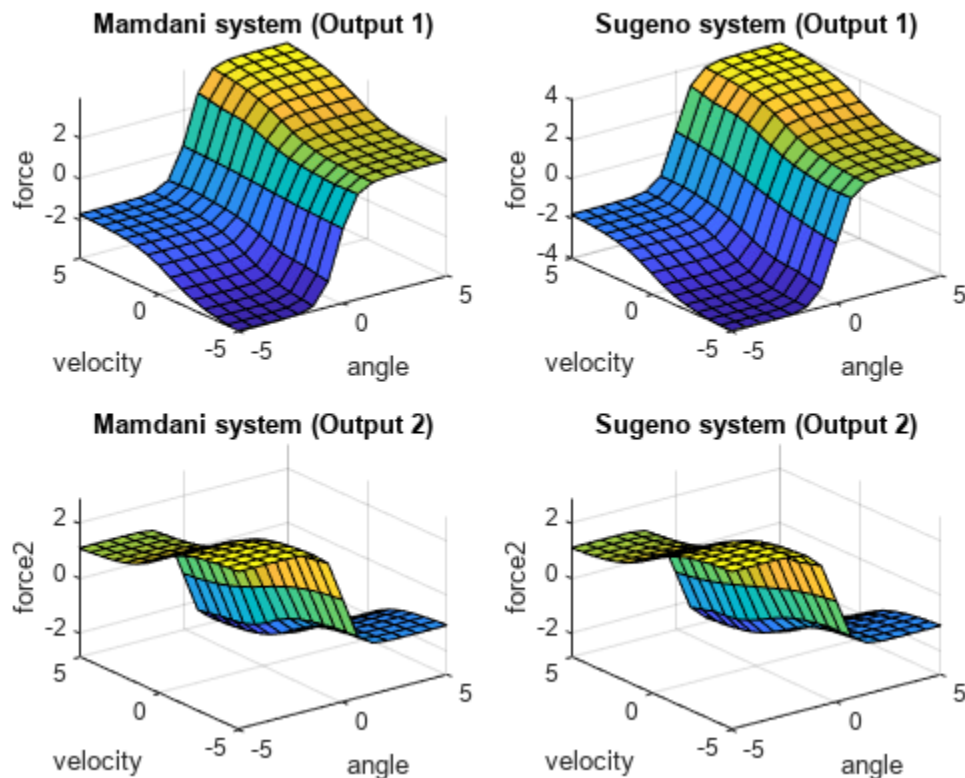 Mamdani system (Output 1)
2
0
-2
force
5
0
-5
velocity
-5
0
5
angle
Sugeno system (Output 1)
4
2
0
-2
-4
force
5
0
-5
velocity
-5
0
5
angle
Mamdani system (Output 2)
2
0
-2
force2
5
0
-5
velocity
-5
0
5
angle
Sugeno system (Output 2)
2
0
-2
force2
5
0
-5
velocity
-5
0
5
angle